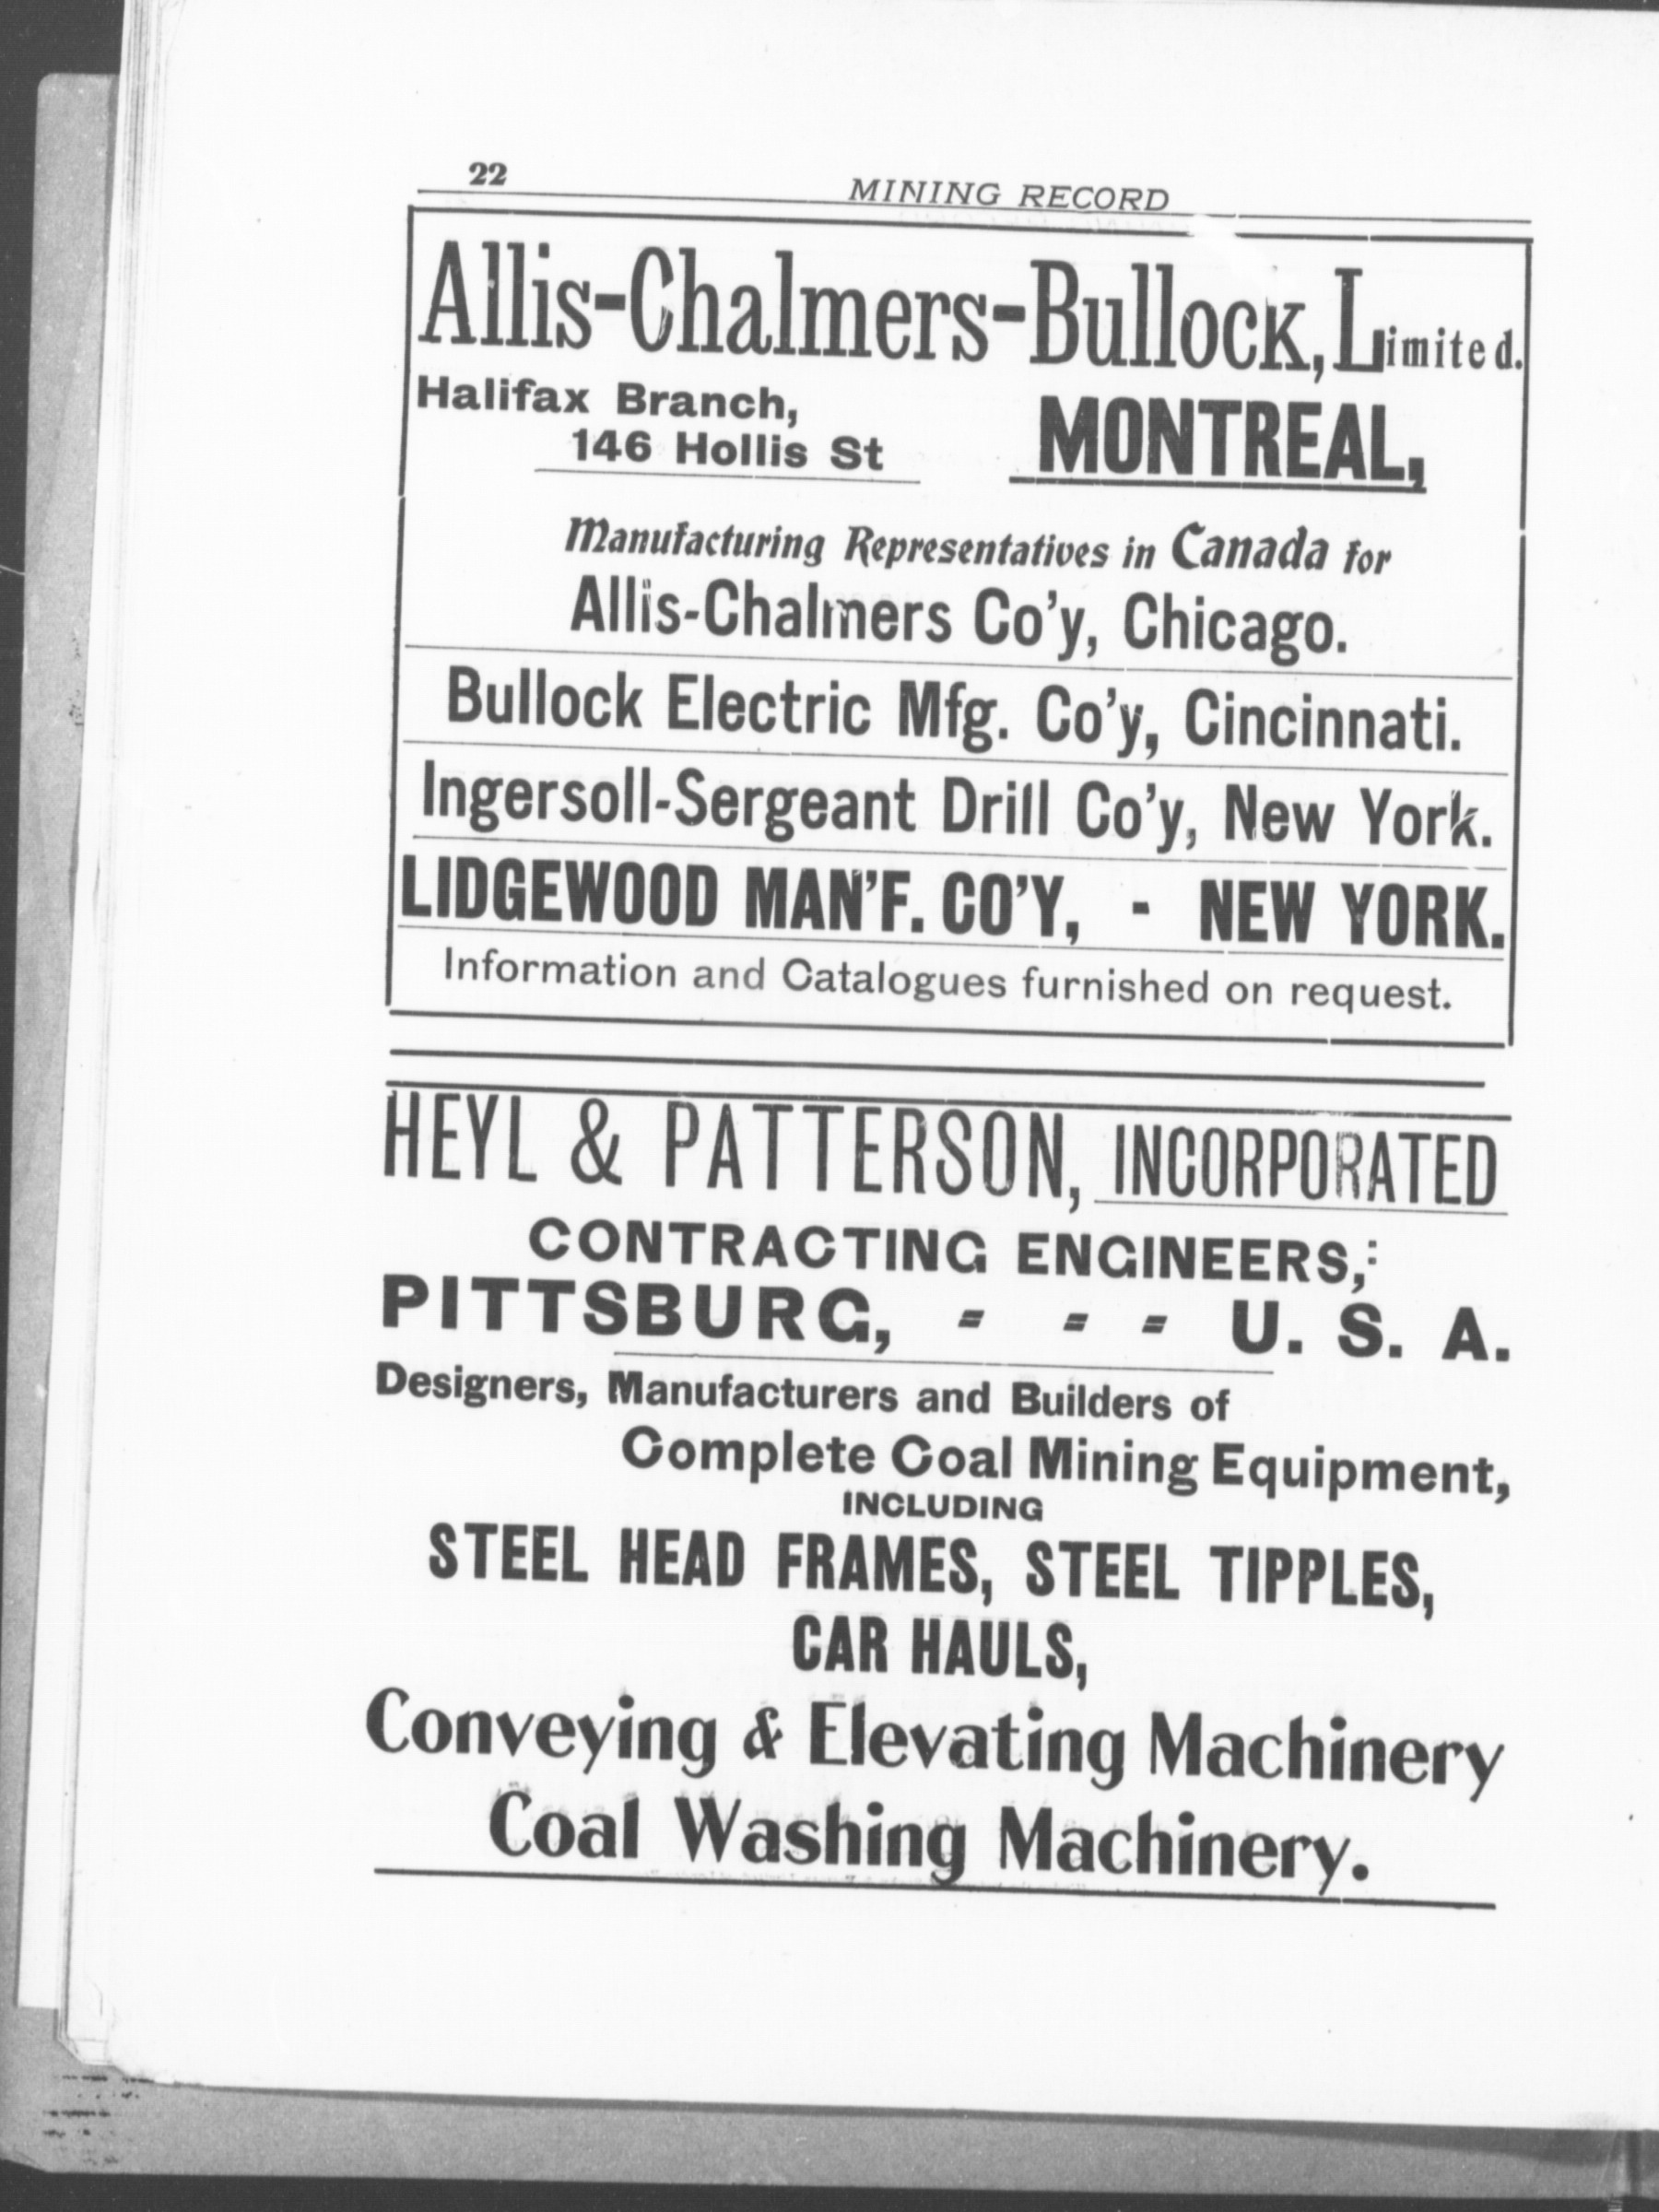 22
MINING RECORD
Allis-Chalmers-Bullock, Limited.
Halifax Branch,
146 Hollis St
MONTREAL,
Manufacturing Representatives in Canada for
Allis-Chalmers Co'y, Chicago.
Bullock Electric Mfg. Co'y, Cincinnati.
Ingersoll-Sergeant Drill Co'y, New York.
LIDGEWOOD MAN'F. CO'Y, - NEW YORK.
Information and Catalogues furnished on request.
HEYL & PATTERSON, INCORPORATED
CONTRACTING ENGINEERS,:
PITTSBURG, - - - U. S. A.
Designers, Manufacturers and Builders of
Complete Coal Mining Equipment,
INCLUDING
STEEL HEAD FRAMES, STEEL TIPPLES,
CAR HAULS,
Conveying & Elevating Machinery
Coal Washing Machinery.